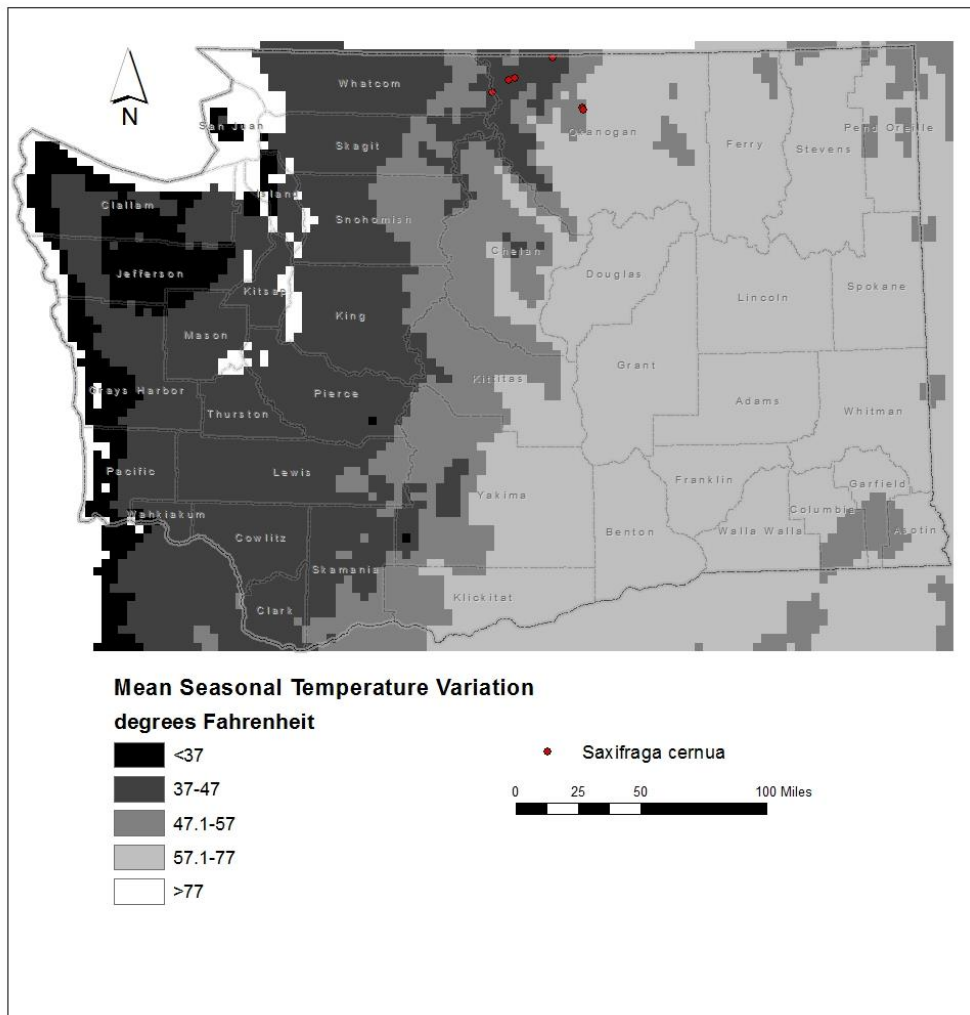 N
San Juan
Whatcom
Okanogan
Pend Oreille
Skagit
Ferry
Stevens
Island
Clallam
Snohomish
Chelan
Jefferson
Douglas
Kitsap
Lincoln
Spokane
King
Mason
Grant
Kittitas
Grays Harbor
Pierce
Adams
Whitman
Thurston
Pacific
Lewis
Yakima
Franklin
Garfield
Wahkiakum
Columbia
Cowlitz
Benton
Walla Walla
Asotin
Skamania
Klickitat
Clark
Mean Seasonal Temperature Variation
degrees Fahrenheit
<37
37-47
47.1-57
57.1-77
>77
Saxifraga cernua
0 25 50 100 Miles